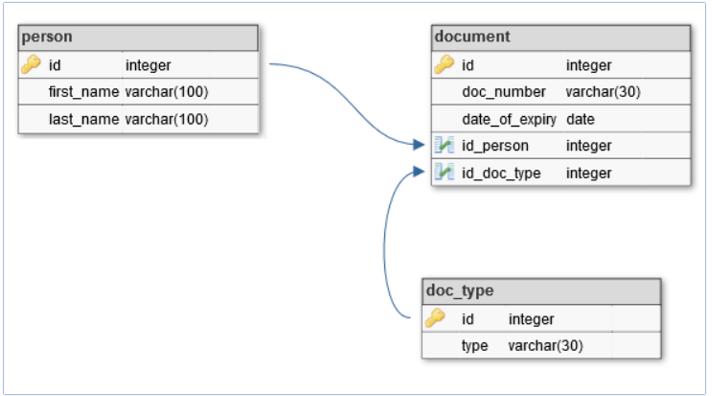 person
id integer
first_name varchar(100)
last_name varchar(100)
document
id integer
doc_number varchar(30)
date_of_expiry date
id_person integer
id_doc_type integer
doc_type
id integer
type varchar(30)